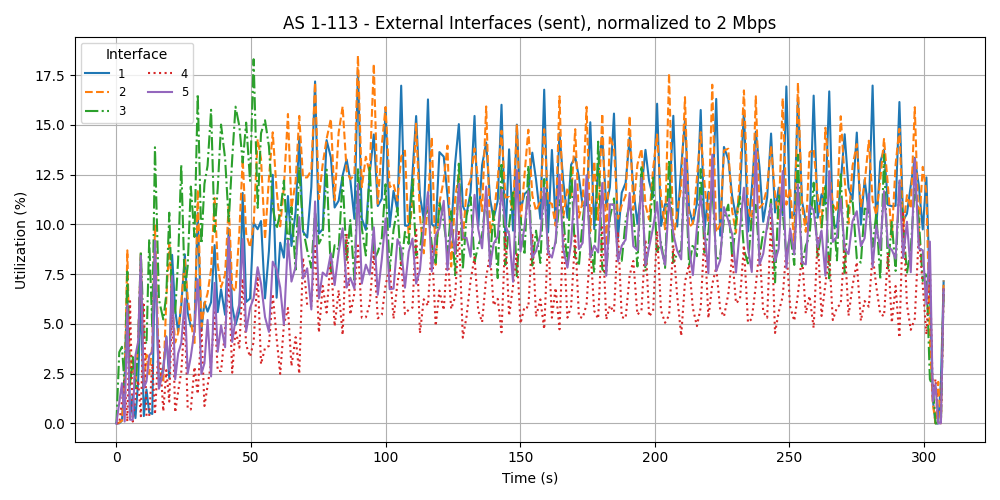 AS 1-113 - External Interfaces (sent), normalized to 2 Mbps
Interface
1 4
2 5
3
17.5
15.0
12.5
10.0
7.5
5.0
2.5
0.0
Utilization (%)
0 50 100 150 200 250 300
Time (s)